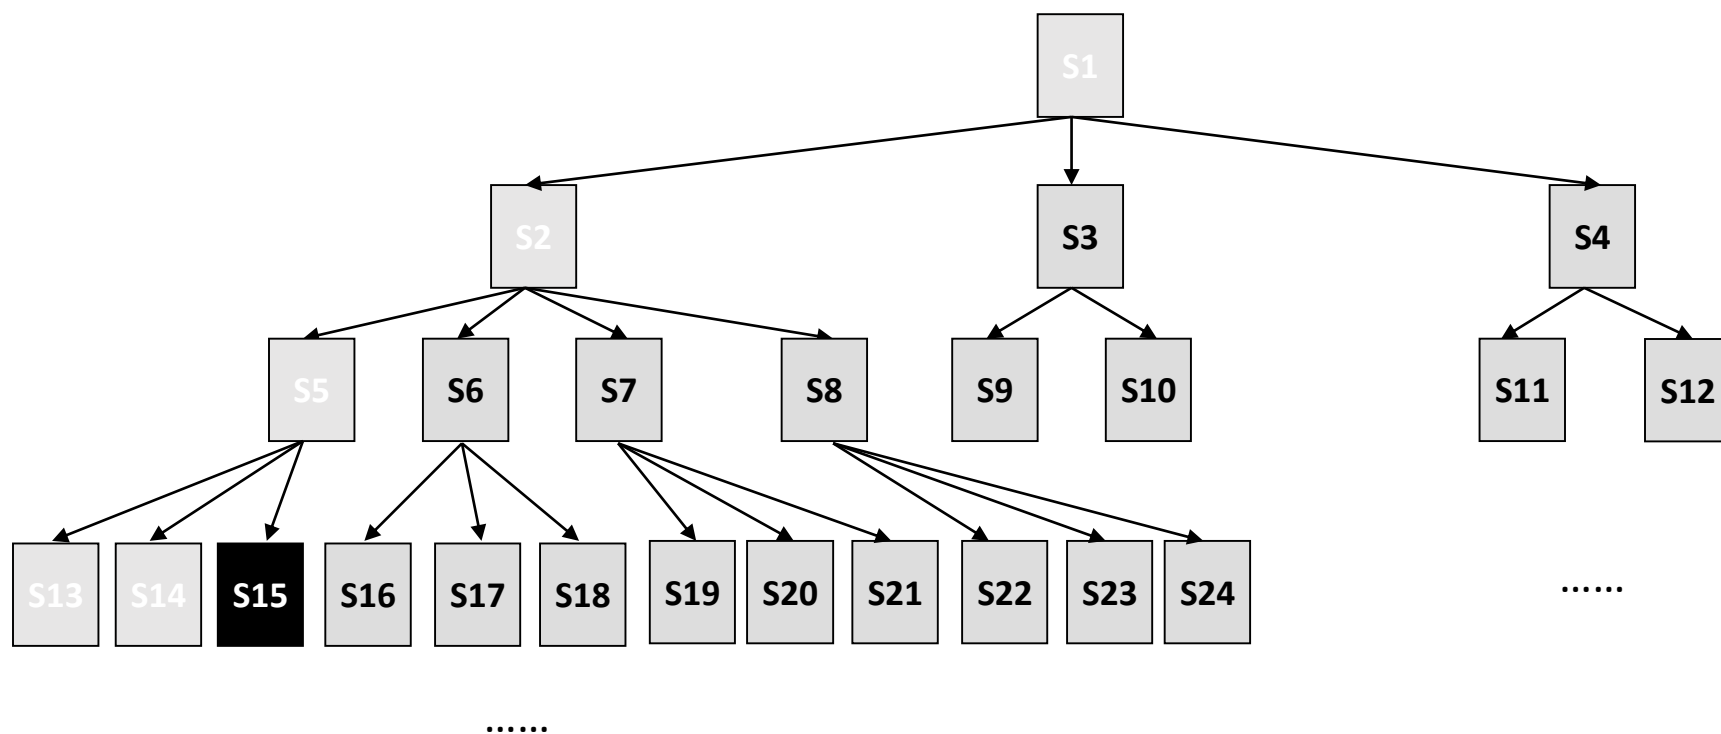 S1
S2 S3 S4
S5 S6 S7 S8 S9 S10 S11 S12
S13 S14 S15 S16 S17 S18 S19 S20 S21 S22 S23 S24 ......
......